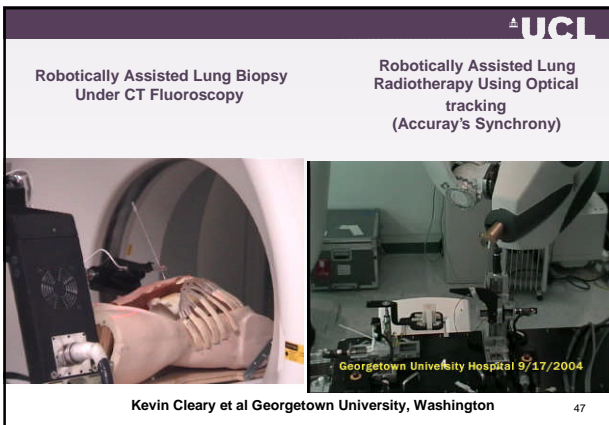 UCL
Robotically Assisted Lung Biopsy
Under CT Fluoroscopy
Robotically Assisted Lung
Radiotherapy Using Optical
tracking
(Accuray's Synchrony)
Georgetown University Hospital 9/17/2004
Kevin Cleary et al Georgetown University, Washington
47